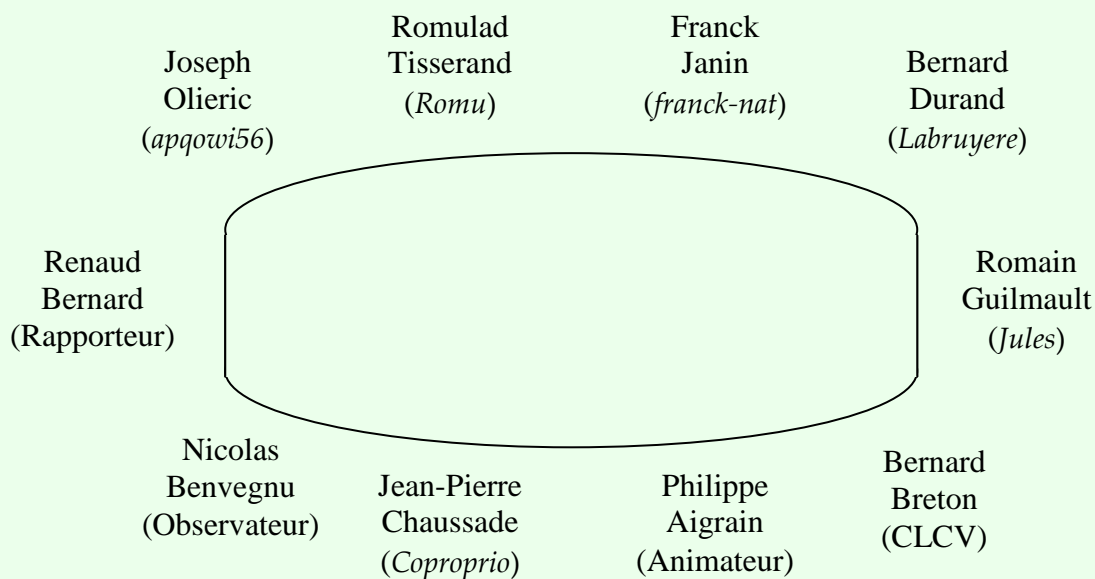 Joseph
Olieric
(apqowi56)
Romulad
Tisserand
(Romu)
Franck
Janin
(franck-nat)
Bernard
Durand
(Labruyere)
Renaud
Bernard
(Rapporteur)
Romain
Guilmault
(Jules)
Nicolas
Benvegnu
(Observateur)
Jean-Pierre
Chaussade
(Coproprio)
Philippe
Aigrain
(Animateur)
Bernard
Breton
(CLCV)